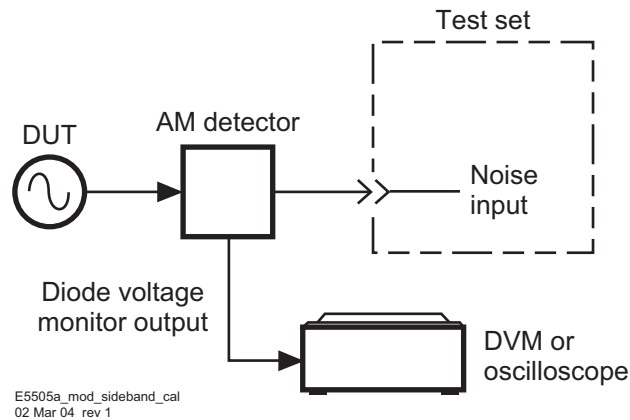 Test set
AM detector
DUT
Noise
input
Diode voltage
monitor output
DVM or
oscilloscope
E5505a_mod_sideband_cal
02 Mar 04 rev 1